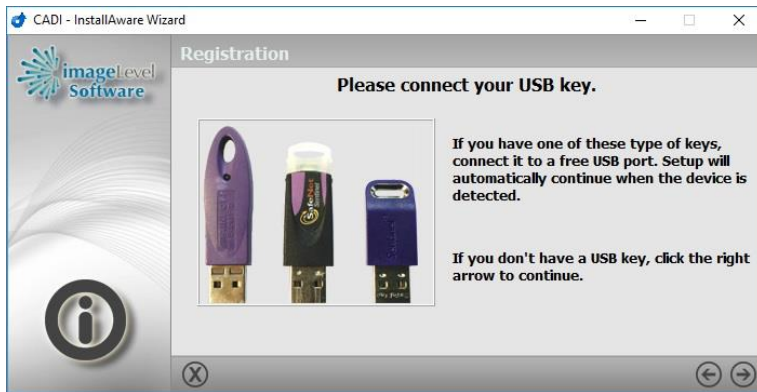 CADI - InstallAware Wizard
imageLevel
Software
Registration
Please connect your USB key.
If you have one of these type of keys,
connect it to a free USB port. Setup will
automatically continue when the device is
detected.
SafeNet
Sentinel
If you don't have a USB key, click the right
arrow to continue.